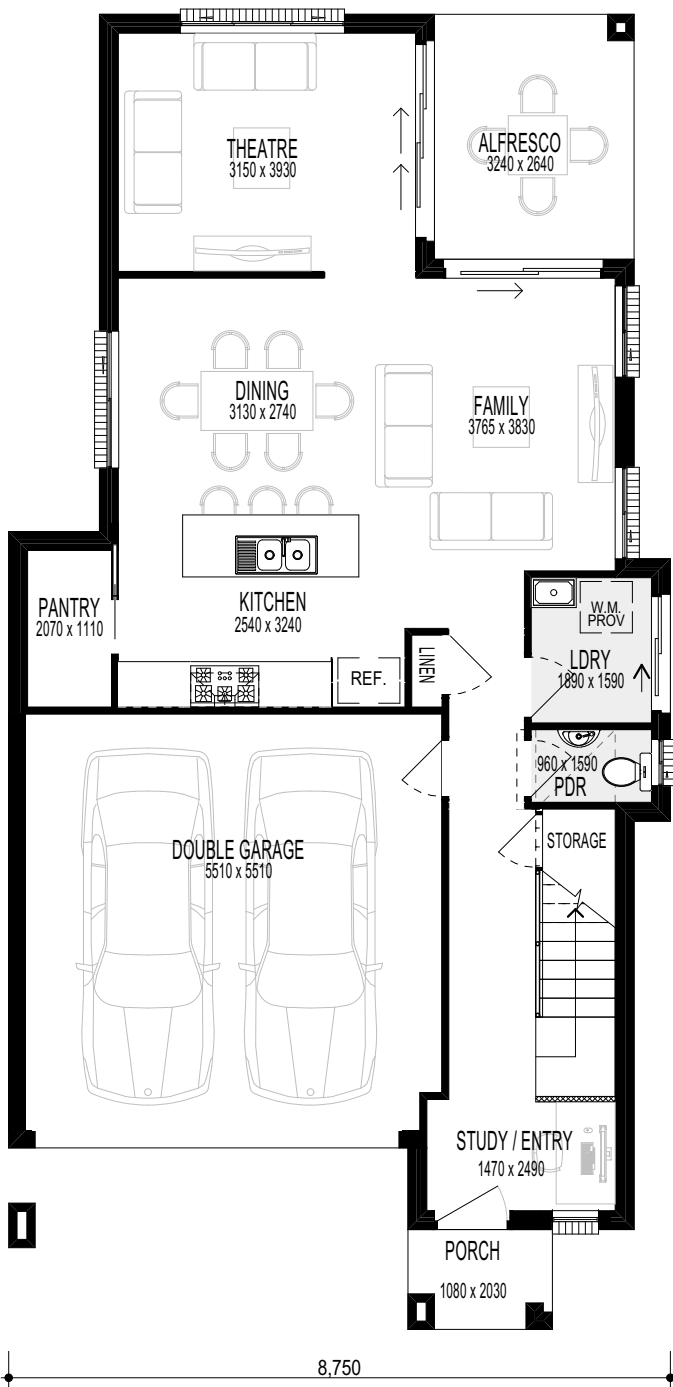 THEATRE
3150 x 3930
ALFRESCO
3240 x 2640
DINING
3130 x 2740
FAMILY
3765 x 3830
PANTRY
2070 x 1110
KITCHEN
2540 x 3240
W.M.
PROV
LDRY
1890 x 1590
LINEN
REF.
960 x 1590
PDR
STORAGE
DOUBLE GARAGE
5510 x 5510
STUDY / ENTRY
1470 x 2490
PORCH
1080 x 2030
8,750